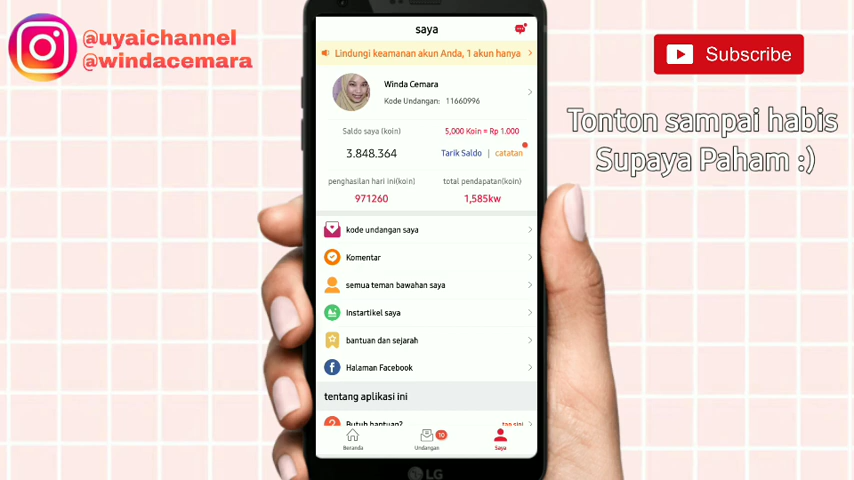 @uyaichannel
@windacemara
Subscribe
Tonton sampai habis
Supaya Paham :)
saya
Lindungi keamanan akun Anda, 1 akun hanya
Winda Cemara
Kode Undangan: 11660996
Saldo saya (koin)
5,000 Koin = Rp 1.000
3.848.364
Tarik Saldo | catatan
penghasilan hari ini(koin)
total pendapatan(koin)
971260
1,585kw
kode undangan saya
Komentar
semua teman bawahan saya
Instartikel saya
bantuan dan sejarah
Halaman Facebook
tentang aplikasi ini
Butuh bantuan?
tap sini
10
Beranda
Undangan
Saya
LG